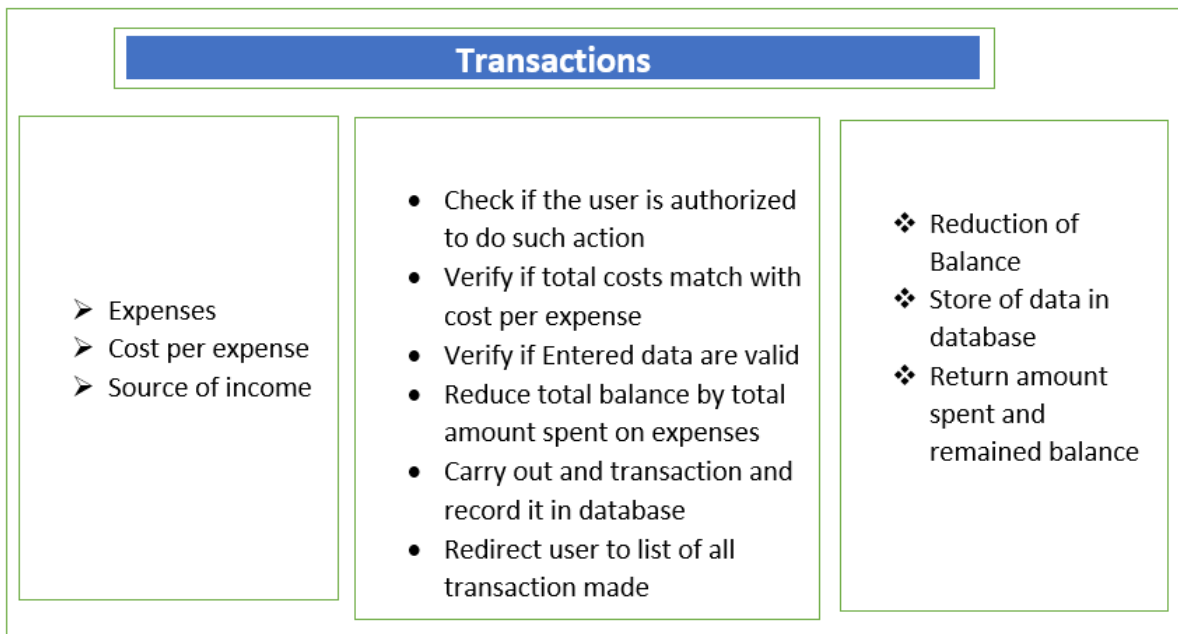 Transactions
➢ Expenses
➢ Cost per expense
➢ Source of income
• Check if the user is authorized
to do such action
• Verify if total costs match with
cost per expense
• Verify if Entered data are valid
• Reduce total balance by total
amount spent on expenses
• Carry out and transaction and
record it in database
• Redirect user to list of all
transaction made
❖ Reduction of
Balance
❖ Store of data in
database
❖ Return amount
spent and
remained balance